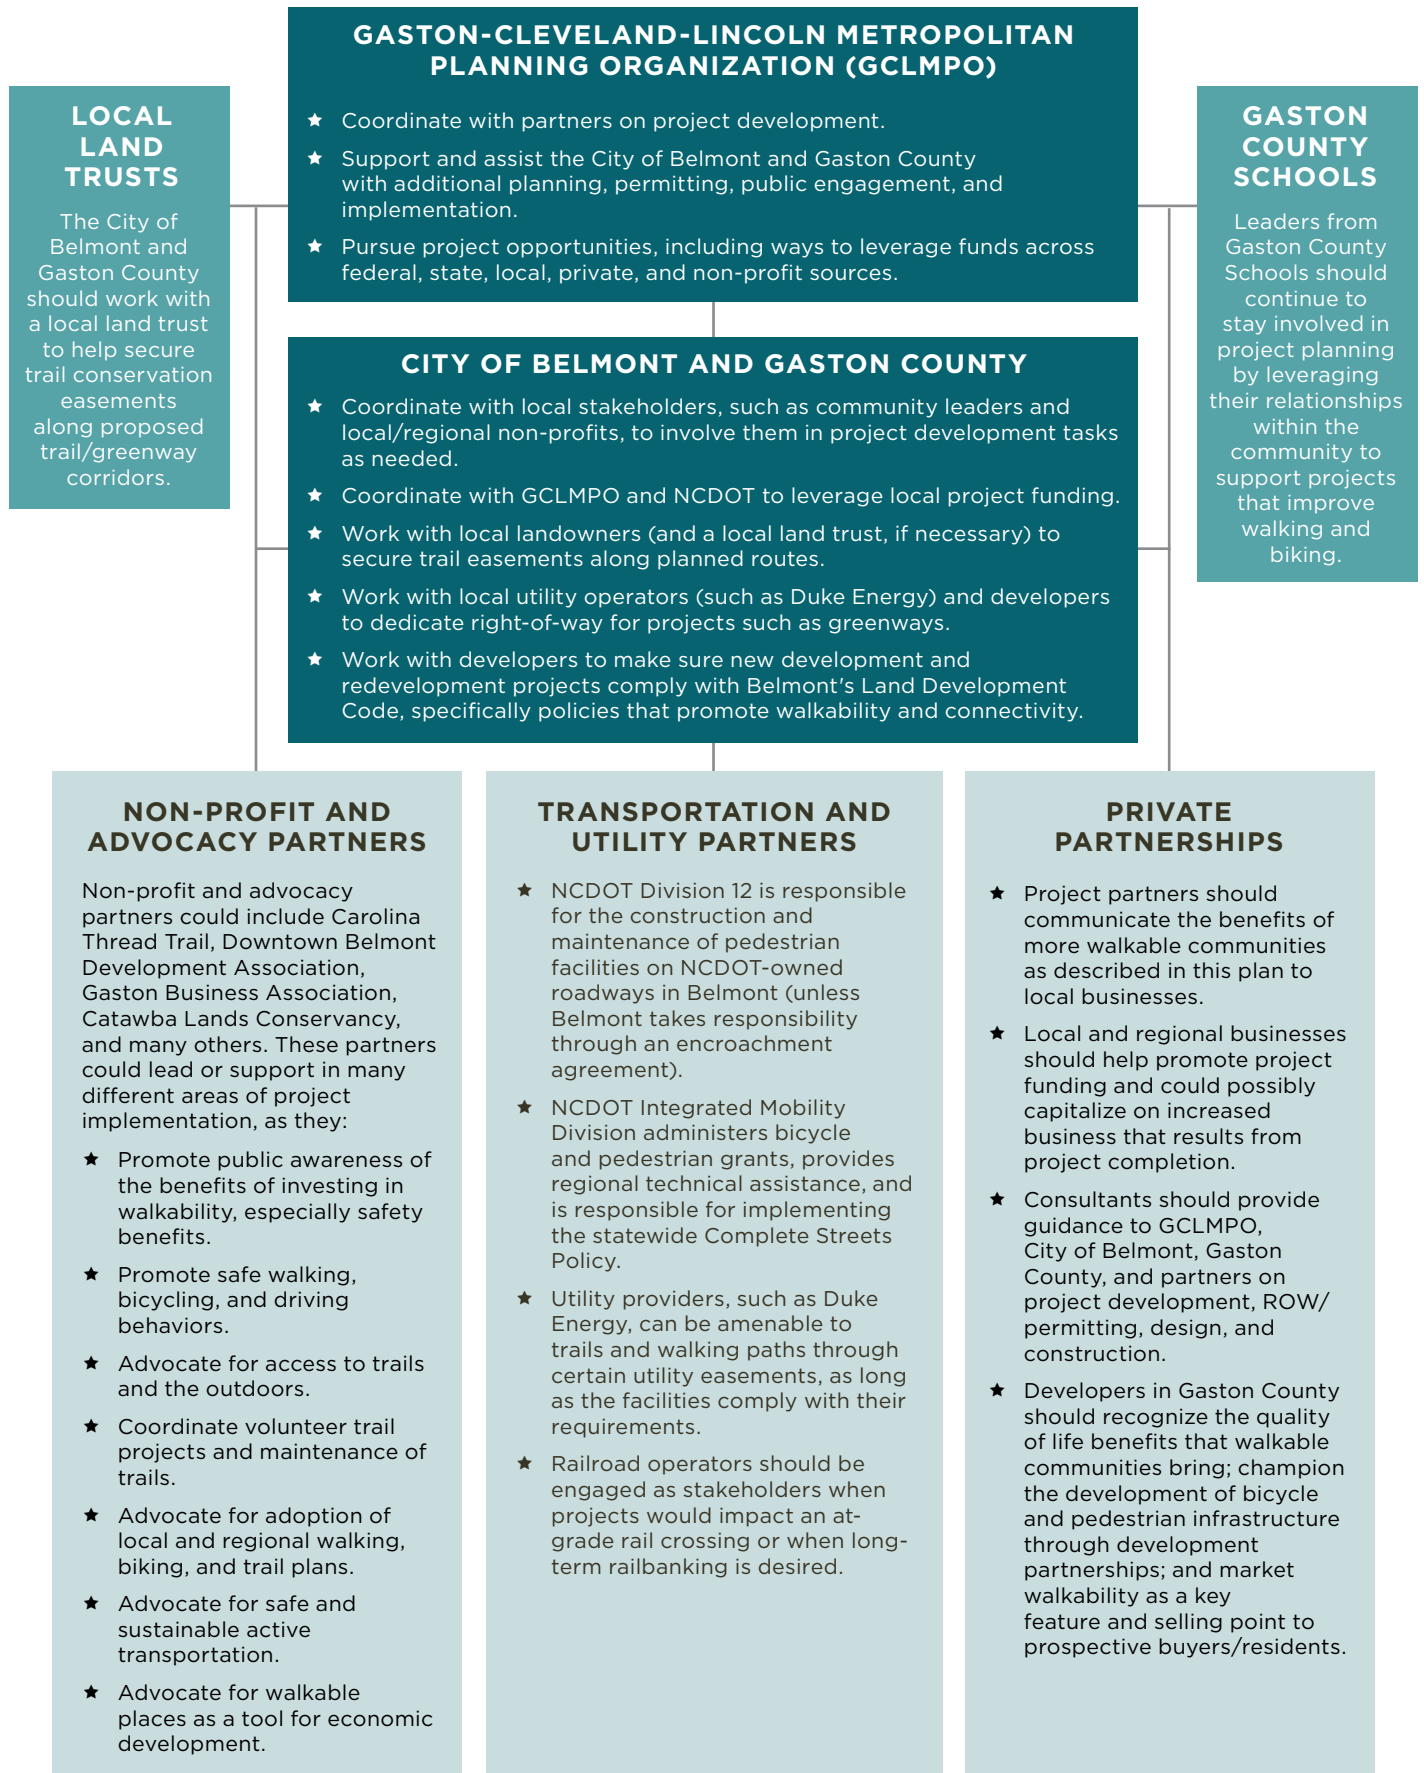 GASTON-CLEVELAND-LINCOLN METROPOLITAN
PLANNING ORGANIZATION (GCLMPO)
★ Coordinate with partners on project development.
★ Support and assist the City of Belmont and Gaston County
with additional planning, permitting, public engagement, and
implementation.
★ Pursue project opportunities, including ways to leverage funds across
federal, state, local, private, and non-profit sources.
LOCAL
LAND
TRUSTS
The City of
Belmont and
Gaston County
should work with
a local land trust
to help secure
trail conservation
easements
along proposed
trail/greenway
corridors.
GASTON
COUNTY
SCHOOLS
Leaders from
Gaston County
Schools should
continue to
stay involved in
project planning
by leveraging
their relationships
within the
community to
support projects
that improve
walking and
biking.
CITY OF BELMONT AND GASTON COUNTY
★ Coordinate with local stakeholders, such as community leaders and
local/regional non-profits, to involve them in project development tasks
as needed.
★ Coordinate with GCLMPO and NCDOT to leverage local project funding.
★ Work with local landowners (and a local land trust, if necessary) to
secure trail easements along planned routes.
★ Work with local utility operators (such as Duke Energy) and developers
to dedicate right-of-way for projects such as greenways.
★ Work with developers to make sure new development and
redevelopment projects comply with Belmont's Land Development
Code, specifically policies that promote walkability and connectivity.
NON-PROFIT AND
ADVOCACY PARTNERS
Non-profit and advocacy
partners could include Carolina
Thread Trail, Downtown Belmont
Development Association,
Gaston Business Association,
Catawba Lands Conservancy,
and many others. These partners
could lead or support in many
different areas of project
implementation, as they:
★ Promote public awareness of
the benefits of investing in
walkability, especially safety
benefits.
★ Promote safe walking,
bicycling, and driving
behaviors.
★ Advocate for access to trails
and the outdoors.
★ Coordinate volunteer trail
projects and maintenance of
trails.
★ Advocate for adoption of
local and regional walking,
biking, and trail plans.
★ Advocate for safe and
sustainable active
transportation.
★ Advocate for walkable
places as a tool for economic
development.
TRANSPORTATION AND
UTILITY PARTNERS
★ NCDOT Division 12 is responsible
for the construction and
maintenance of pedestrian
facilities on NCDOT-owned
roadways in Belmont (unless
Belmont takes responsibility
through an encroachment
agreement).
★ NCDOT Integrated Mobility
Division administers bicycle
and pedestrian grants, provides
regional technical assistance, and
is responsible for implementing
the statewide Complete Streets
Policy.
★ Utility providers, such as Duke
Energy, can be amenable to
trails and walking paths through
certain utility easements, as long
as the facilities comply with their
requirements.
★ Railroad operators should be
engaged as stakeholders when
projects would impact an at-
grade rail crossing or when long-
term railbanking is desired.
PRIVATE
PARTNERSHIPS
★ Project partners should
communicate the benefits of
more walkable communities
as described in this plan to
local businesses.
★ Local and regional businesses
should help promote project
funding and could possibly
capitalize on increased
business that results from
project completion.
★ Consultants should provide
guidance to GCLMPO,
City of Belmont, Gaston
County, and partners on
project development, ROW/
permitting, design, and
construction.
★ Developers in Gaston County
should recognize the quality
of life benefits that walkable
communities bring; champion
the development of bicycle
and pedestrian infrastructure
through development
partnerships; and market
walkability as a key
feature and selling point to
prospective buyers/residents.